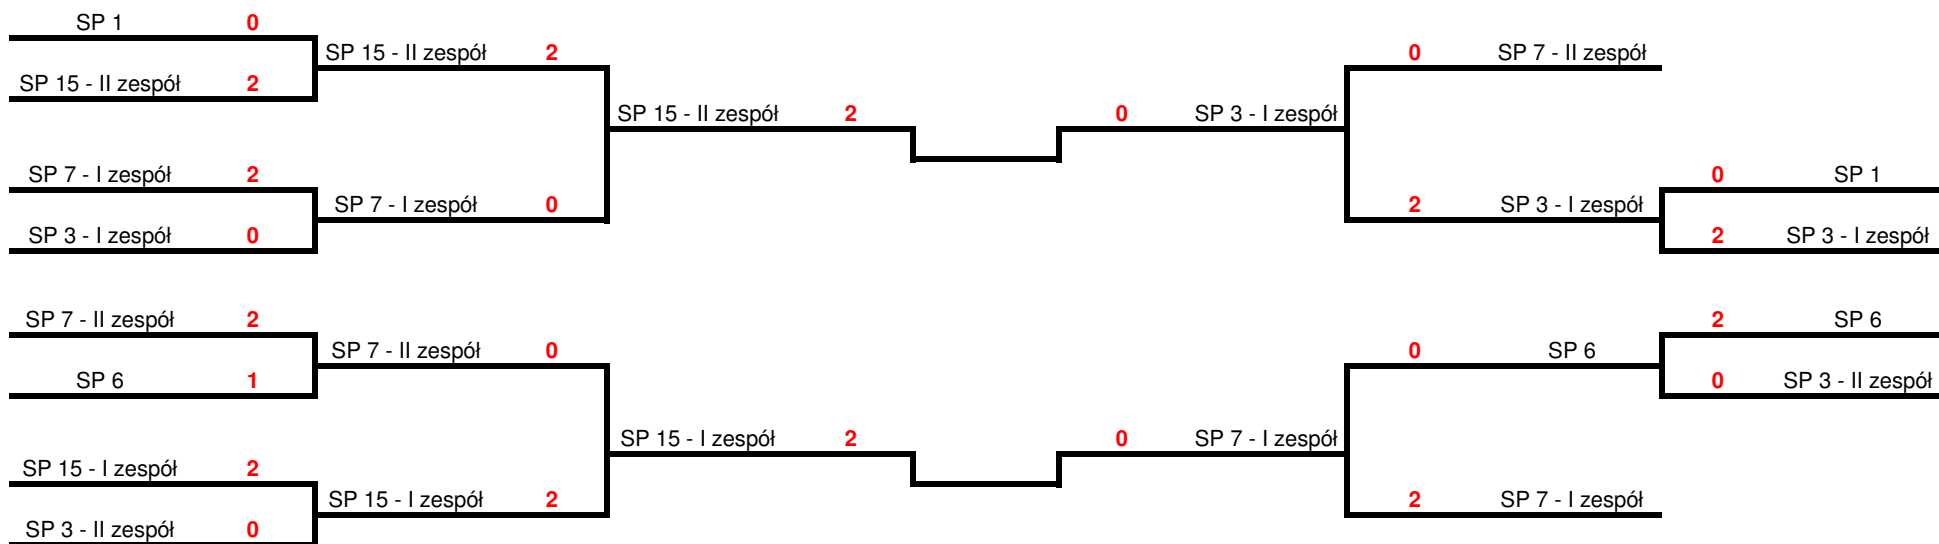 SP 1 0
SP 15 - II zespół 2 0 SP 7 - II zespół
SP 15 - II zespół 2
SP 15 - II zespół 2 0 SP 3 - I zespół
SP 7 - I zespół 2 0 SP 1
SP 7 - I zespół 0 2 SP 3 - I zespół
SP 3 - I zespół 0 2 SP 3 - I zespół
SP 7 - II zespół 2 2 SP 6
SP 7 - II zespół 0 0 SP 6
SP 6 1 0 SP 3 - II zespół
SP 15 - I zespół 2 0 SP 7 - I zespół
SP 15 - I zespół 2
SP 15 - I zespół 2 2 SP 7 - I zespół
SP 3 - II zespół 0